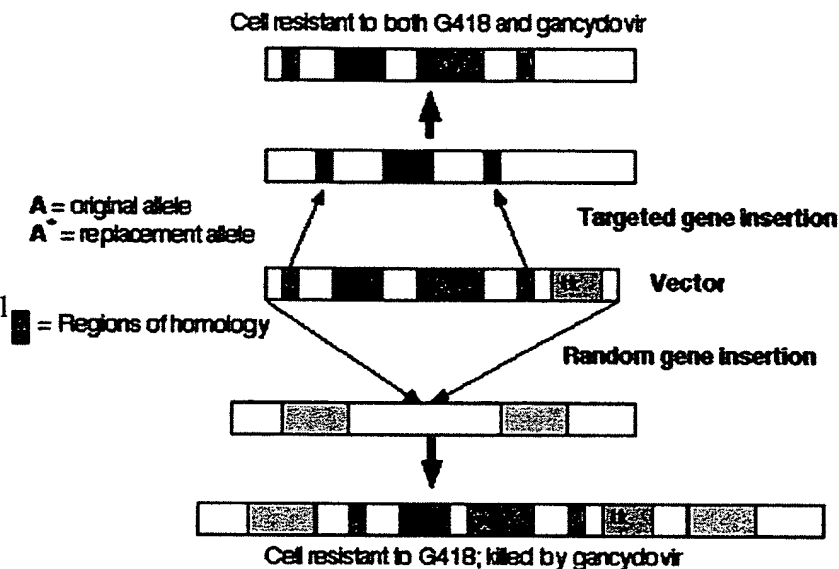 Cell resistant to both G418 and gancydovir
A = original allele
A* = replacement allele
Targeted gene insertion
Vector
1
= Regions of homology
Random gene insertion
Cell resistant to G418; killed by gancydovir